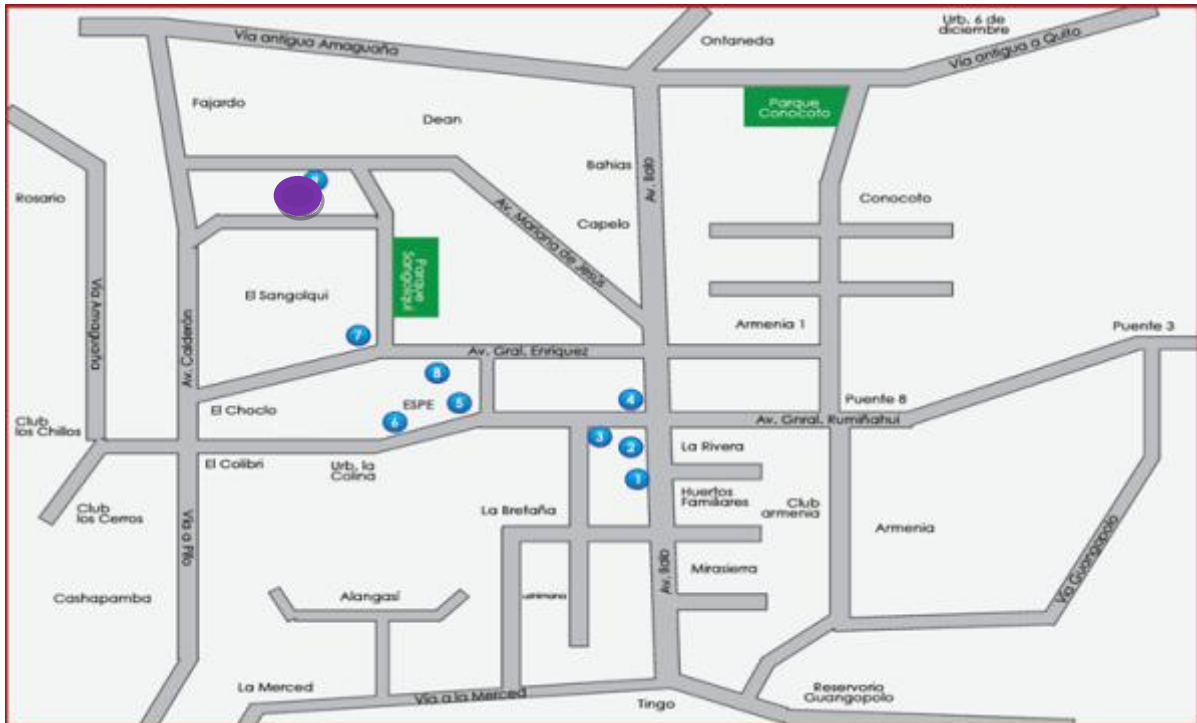 Urb. 6 de
diciembre
Vía antigua Amaguaña
Ontaneda
Vía antigua a Quito
Fajardo
Parque
Conocoto
Dean
Bahias
Av. Ilalo
Rosario
Conocoto
Av. Mariana de Jesús
Capelo
Parque
Sangolqui
Vía Amaguaña
El Sangolqui
Av. Calderón
Armenia 1
Puente 3
7
Av. Gral. Enriquez
8
El Choclo
ESPE
5
4
Puente 8
Club
los Chillos
6
Av. Gnral. Rumiñahui
3
2
La Rivera
El Colibri
Urb. la
Colina
1
Huertos
Familiares
Club
armenia
Club
los Cerros
La Bretaña
Armenia
Vía a Pifo
Av. Ilalo
Mirasierra
Cashapamba
Alangasí
Vía Guangopolo
La Merced
Vía a la Merced
Tingo
Reservorio
Guangopolo